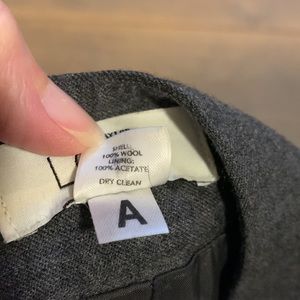 SHELL:
100% WOOL
LINING:
100% ACETATE
DRY CLEAN
A